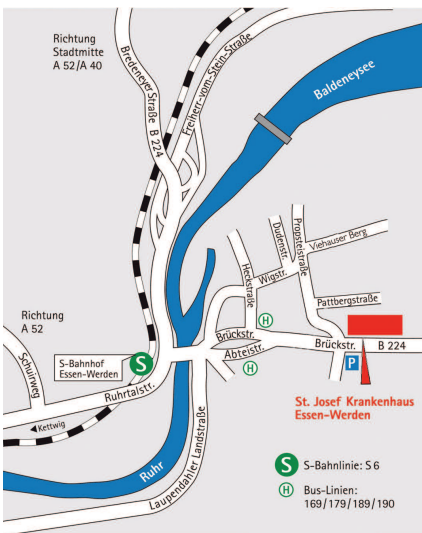 Richtung
Stadtmitte
A 52/A 40
Bredeneyer
Straße B 224
Freiherr-vom-Stein-Straße
Baldeneysee
Heckstraße
Dudenstr.
Propsteistraße
Viehauser Berg
Wigstr.
Pattbergstraße
Richtung
A 52
Schuirweg
S-Bahnhof
Essen-Werden
S
Ruhrtalstr.
Kettwig
H
Brückstr.
Abteistr.
H
Brückstr.
B 224
P
St. Josef Krankenhaus
Essen-Werden
Ruhr
Laupendahler Landstraße
S S-Bahnlinie: S 6
H Bus-Linien:
169/179/189/190